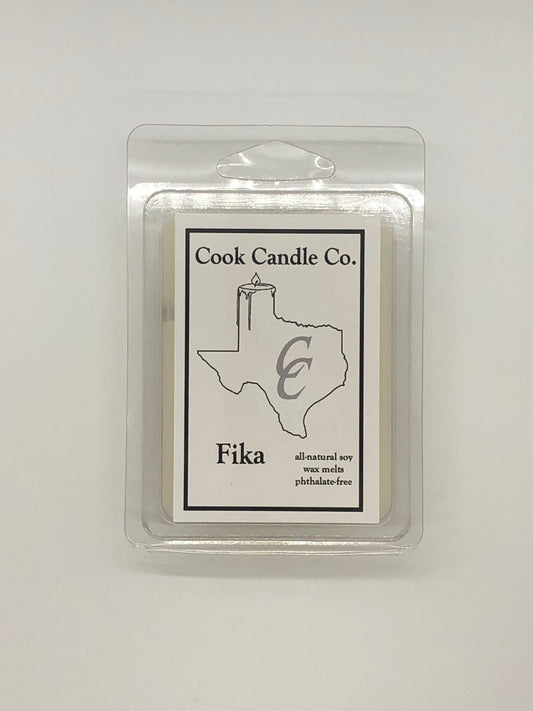 Cook Candle Co.
CC
Fika
all-natural soy
wax melts
phthalate-free